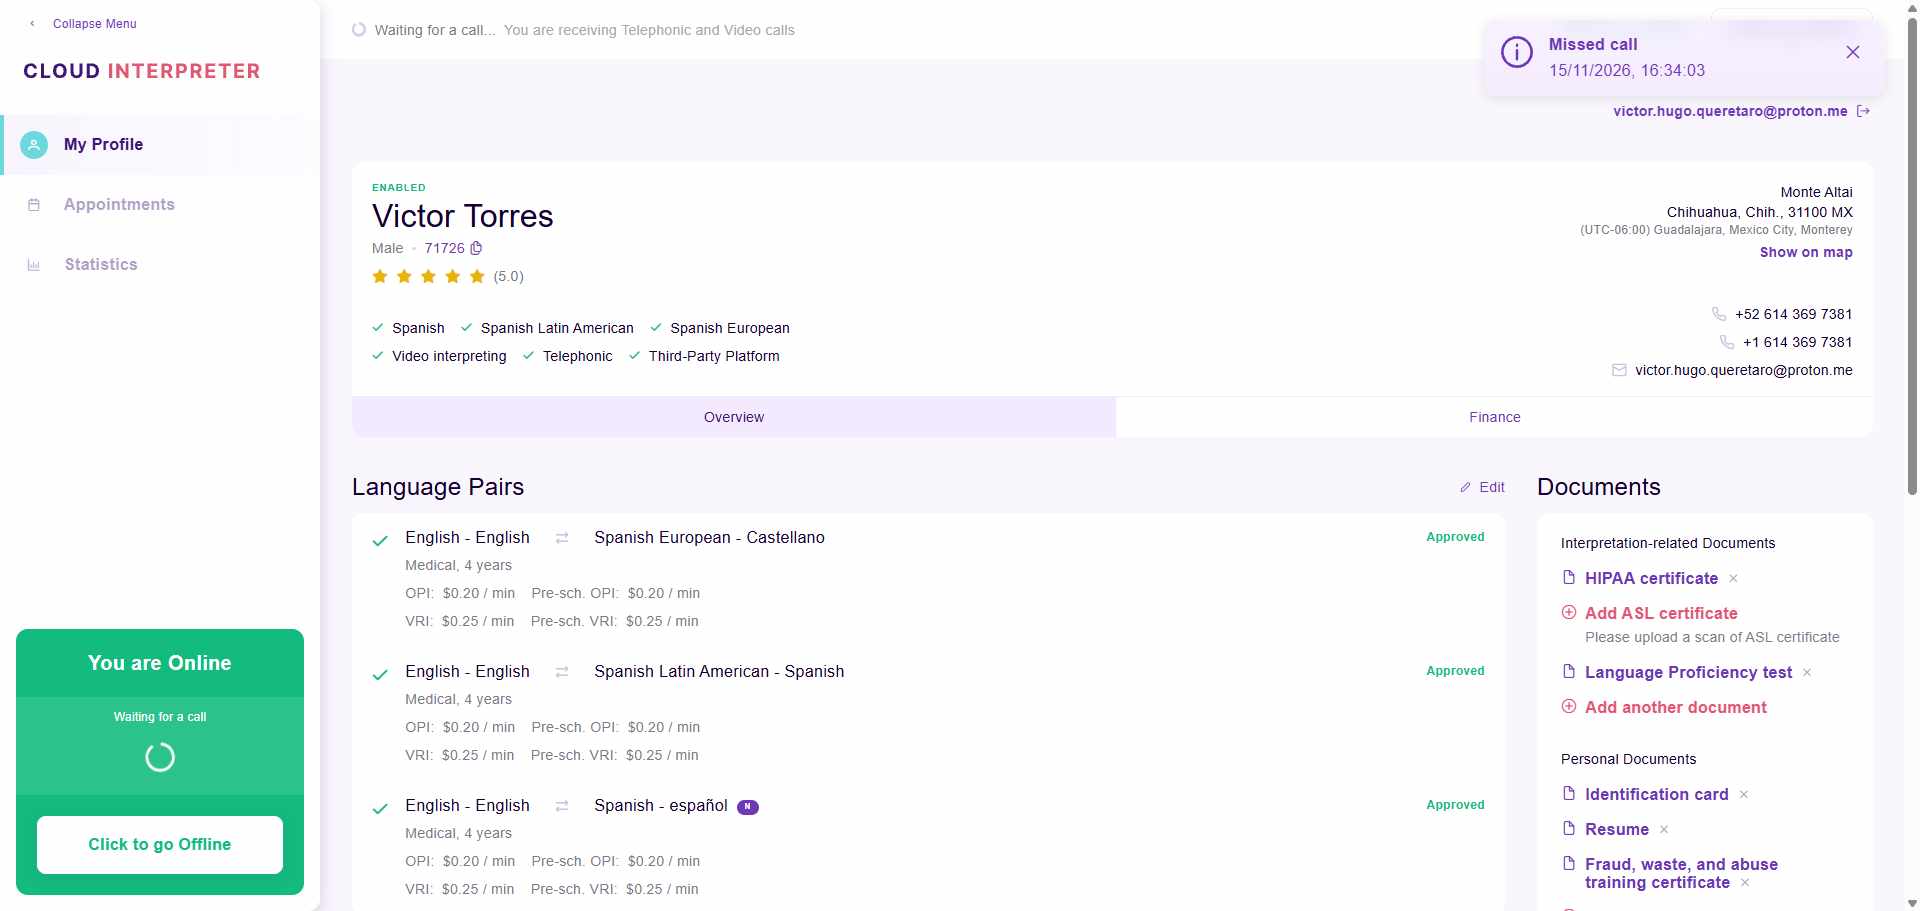 Collapse Menu
CLOUD INTERPRETER
My Profile
Appointments
Statistics
You are Online
Waiting for a call
Click to go Offline
Waiting for a call... You are receiving Telephonic and Video calls
Missed call
15/11/2026, 16:34:03
victor.hugo.queretaro@proton.me
ENABLED
Victor Torres
Male • 71726
(5.0)
Spanish Spanish Latin American Spanish European
Video interpreting Telephonic Third-Party Platform
Monte Altai
Chihuahua, Chih., 31100 MX
(UTC-06:00) Guadalajara, Mexico City, Monterey
Show on map
+52 614 369 7381
+1 614 369 7381
victor.hugo.queretaro@proton.me
Overview
Finance
Language Pairs
Edit
English - English Spanish European - Castellano Approved
Medical, 4 years
OPI: $0.20 / min Pre-sch. OPI: $0.20 / min
VRI: $0.25 / min Pre-sch. VRI: $0.25 / min
English - English Spanish Latin American - Spanish Approved
Medical, 4 years
OPI: $0.20 / min Pre-sch. OPI: $0.20 / min
VRI: $0.25 / min Pre-sch. VRI: $0.25 / min
English - English Spanish - español N Approved
Medical, 4 years
OPI: $0.20 / min Pre-sch. OPI: $0.20 / min
VRI: $0.25 / min Pre-sch. VRI: $0.25 / min
Documents
Interpretation-related Documents
HIPAA certificate
Add ASL certificate
Please upload a scan of ASL certificate
Language Proficiency test
Add another document
Personal Documents
Identification card
Resume
Fraud, waste, and abuse
training certificate